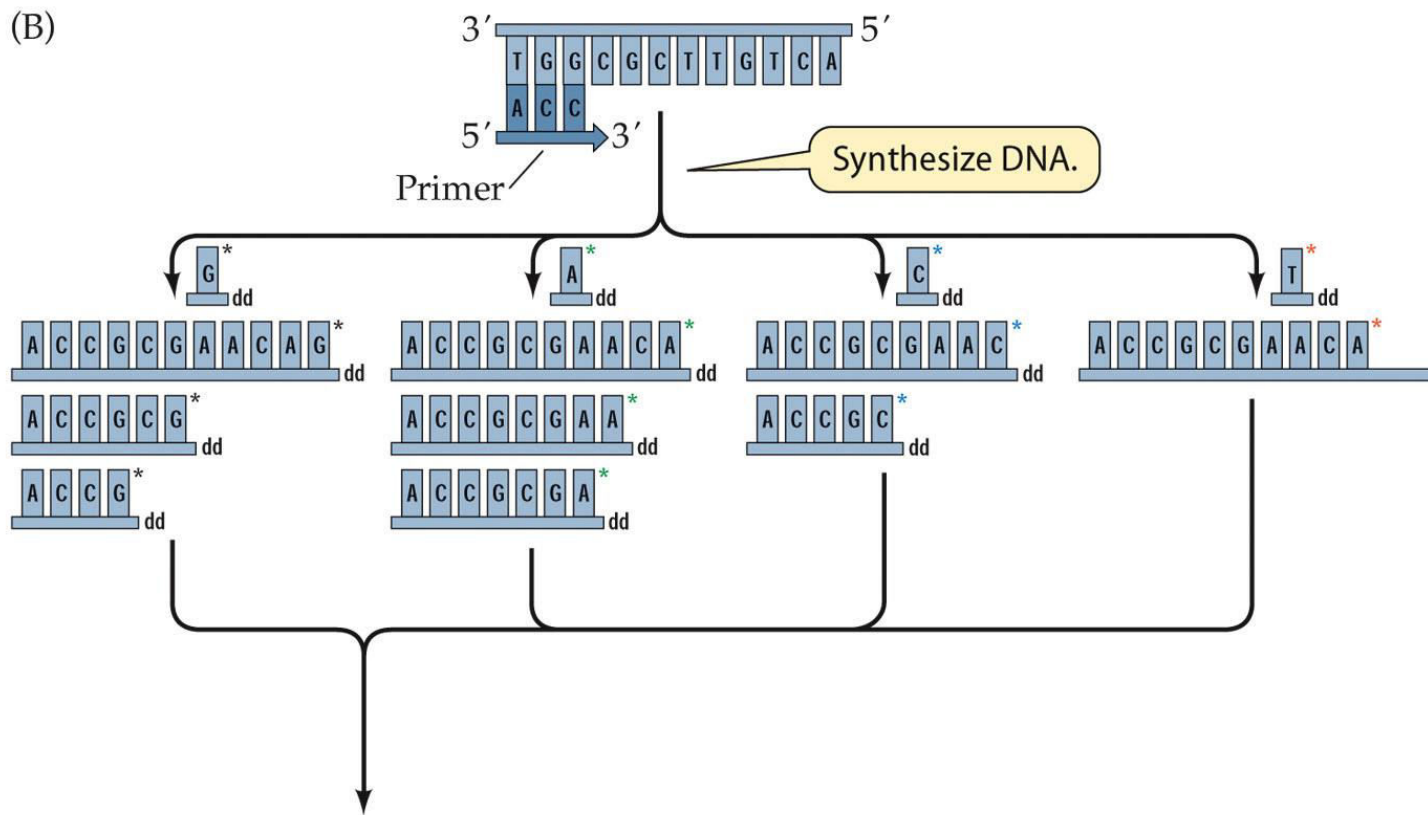 (B)
3′ 5′
T G G C G C T T G T C A
A C C
5′ 3′
Primer
Synthesize DNA.
G* A* C* T*
dd dd dd dd
A C C G C G A A C A G* A C C G C G A A C A* A C C G C G A A C* A C C G C G A A C A*
dd dd dd
A C C G C G* A C C G C G A A* A C C G C*
dd dd dd
A C C G* A C C G C G A*
dd dd